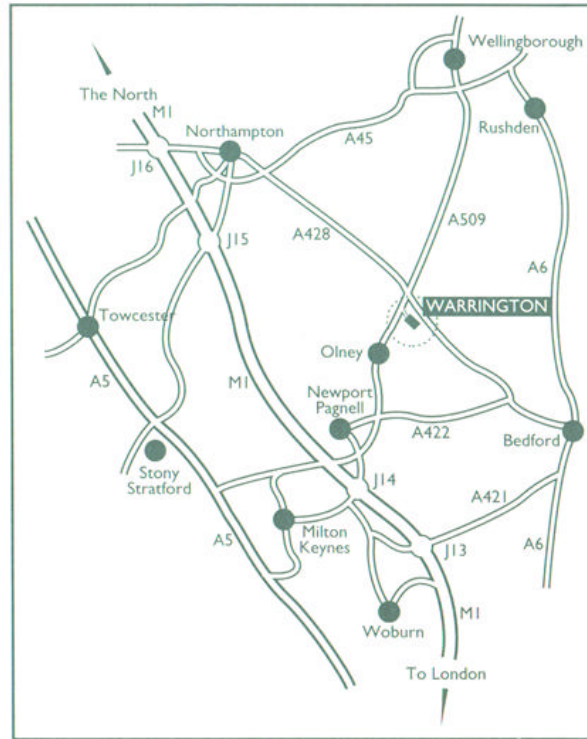 Wellingborough
The North
M1
Northampton
A45
Rushden
J16
A509
J15
A428
A6
WARRINGTON
Towcester
Olney
M1
Newport
Pagnell
A5
A422
Bedford
Stony
Stratford
J14
A421
Milton
Keynes
A5
J13
A6
M1
Woburn
To London